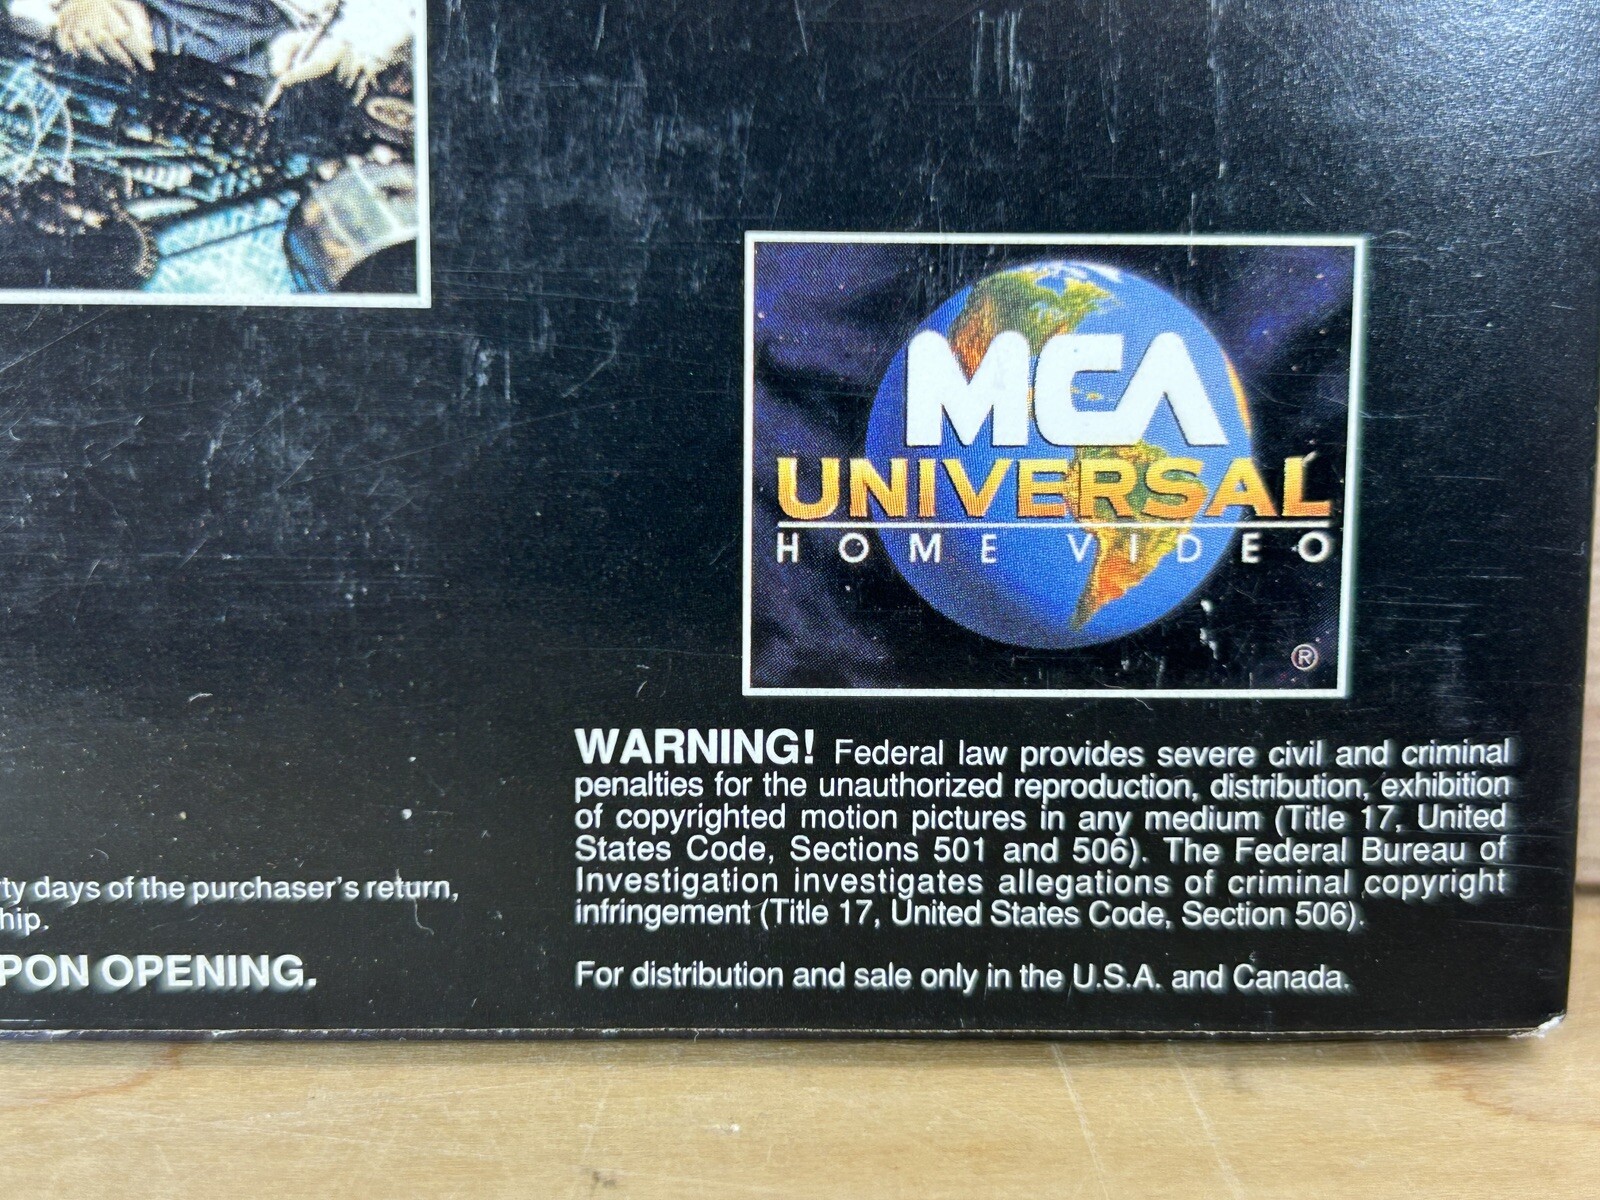 MCA
UNIVERSAL
HOME VIDEO
®
WARNING! Federal law provides severe civil and criminal
penalties for the unauthorized reproduction, distribution, exhibition
of copyrighted motion pictures in any medium (Title 17, United
States Code, Sections 501 and 506). The Federal Bureau of
Investigation investigates allegations of criminal copyright
infringement (Title 17, United States Code, Section 506).
For distribution and sale only in the U.S.A. and Canada.
ty days of the purchaser's return,
hip.
PON OPENING.